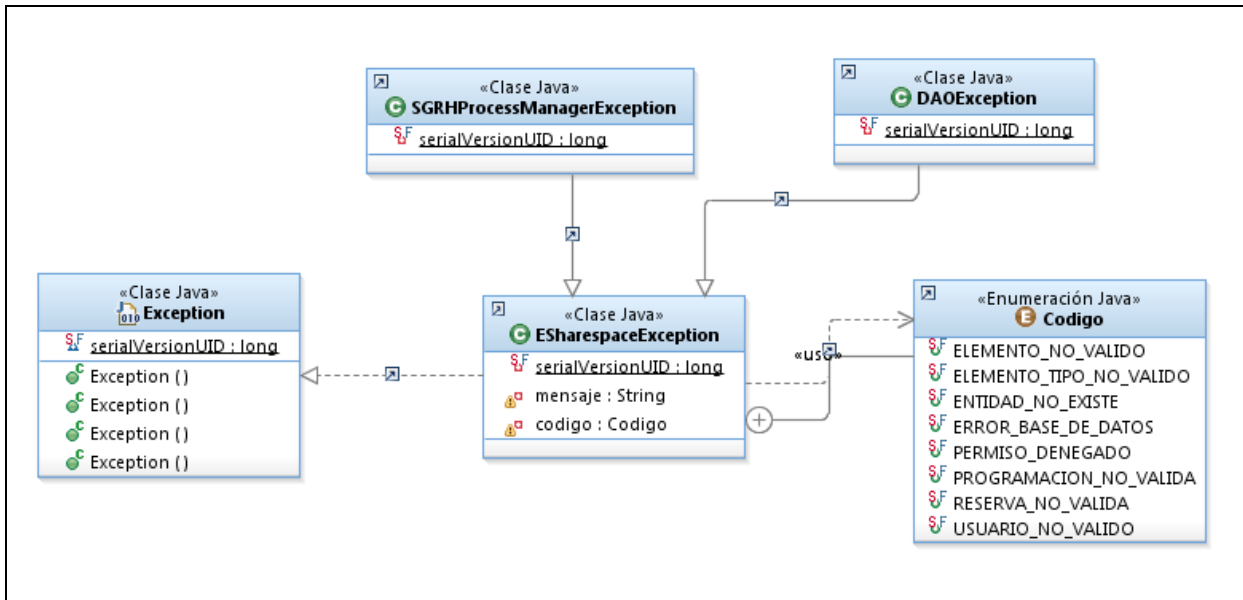 «Clase Java»
SGRHProcessManagerException
serialVersionUID : long
«Clase Java»
DAOException
serialVersionUID : long
«Clase Java»
Exception
serialVersionUID : long
Exception ( )
Exception ( )
Exception ( )
Exception ( )
«Clase Java»
ESharespaceException
serialVersionUID : long
mensaje : String
codigo : Codigo
«use»
«Enumeración Java»
Codigo
ELEMENTO_NO_VALIDO
ELEMENTO_TIPO_NO_VALIDO
ENTIDAD_NO_EXISTE
ERROR_BASE_DE_DATOS
PERMISO_DENEGADO
PROGRAMACION_NO_VALIDA
RESERVA_NO_VALIDA
USUARIO_NO_VALIDO